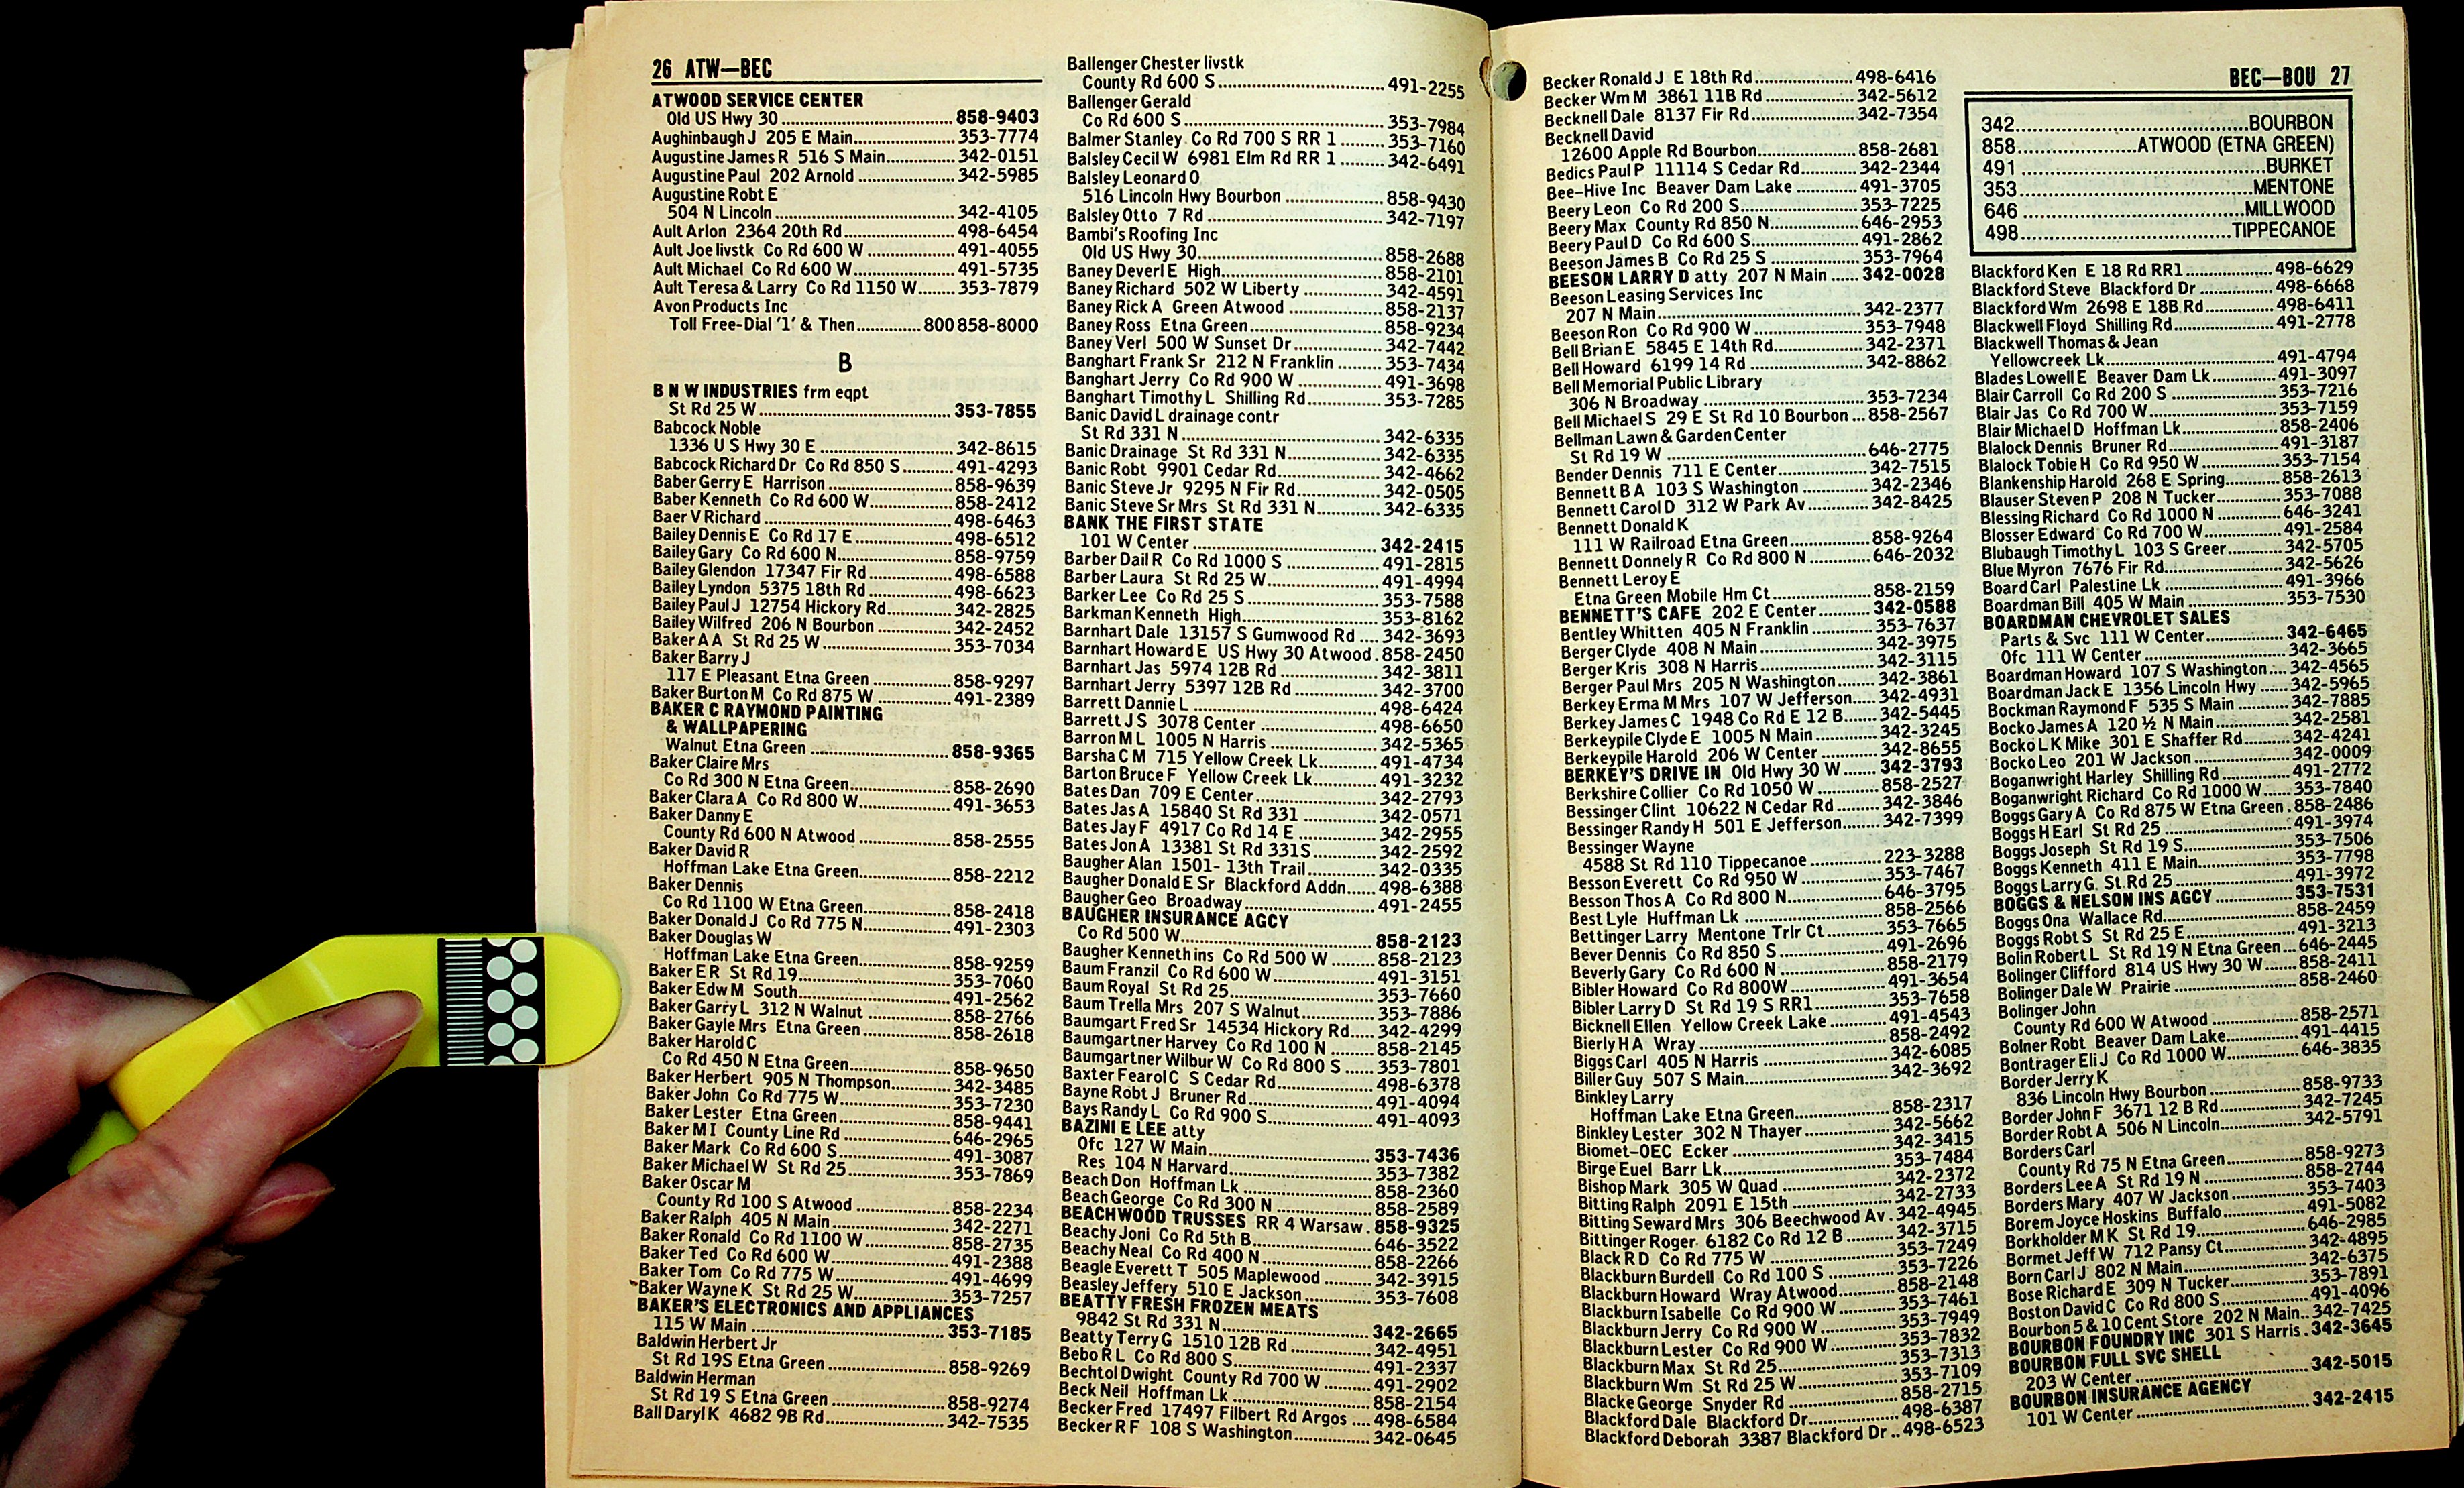 26 ATW—BEC
ATWOOD SERVICE CENTER
Old US Hwy 30 858-9403
Aughinbaugh J 205 E Main 353-7774
Augustine James R 516 S Main 342-0151
Augustine Paul 202 Arnold 342-5985
Augustine Robt E
504 N Lincoln 342-4105
Ault Arlon 2364 20th Rd 498-6454
Ault Joe livstk Co Rd 600 W 491-4055
Ault Michael Co Rd 600 W 491-5735
Ault Teresa & Larry Co Rd 1150 W 353-7879
Avon Products Inc
Toll Free-Dial '1' & Then 800 858-8000
B
B N W INDUSTRIES frm eqpt
St Rd 25 W 353-7855
Babcock Noble
1336 U S Hwy 30 E 342-8615
Babcock Richard Dr Co Rd 850 S 491-4293
Baber Gerry E Harrison 858-9639
Baber Kenneth Co Rd 600 W 858-2412
Baer V Richard 498-6463
Bailey Dennis E Co Rd 17 E 498-6512
Bailey Gary Co Rd 600 N 858-9759
Bailey Glendon 17347 Fir Rd 498-6588
Bailey Lyndon 5375 18th Rd 498-6623
Bailey Paul J 12754 Hickory Rd 342-2825
Bailey Wilfred 206 N Bourbon 342-2452
Baker A A St Rd 25 W 353-7034
Baker Barry J
117 E Pleasant Etna Green 858-9297
Baker Burton M Co Rd 875 W 491-2389
BAKER C RAYMOND PAINTING
& WALLPAPERING
Walnut Etna Green 858-9365
Baker Claire Mrs
Co Rd 300 N Etna Green 858-2690
Baker Clara A Co Rd 800 W 491-3653
Baker Danny E
County Rd 600 N Atwood 858-2555
Baker David R
Hoffman Lake Etna Green 858-2212
Baker Dennis
Co Rd 1100 W Etna Green 858-2418
Baker Donald J Co Rd 775 N 491-2303
Baker Douglas W
Hoffman Lake Etna Green 858-9259
Baker E R St Rd 19 353-7060
Baker Edw M South 491-2562
Baker Garry L 312 N Walnut 858-2766
Baker Gayle Mrs Etna Green 858-2618
Baker Harold C
Co Rd 450 N Etna Green 858-9650
Baker Herbert 905 N Thompson 342-3485
Baker John Co Rd 775 W 353-7230
Baker Lester Etna Green 858-9441
Baker M I County Line Rd 646-2965
Baker Mark Co Rd 600 S 491-3087
Baker Michael W St Rd 25 353-7869
Baker Oscar M
County Rd 100 S Atwood 858-2234
Baker Ralph 405 N Main 342-2271
Baker Ronald Co Rd 1100 W 858-2735
Baker Ted Co Rd 600 W 491-2388
Baker Tom Co Rd 775 W 491-4699
Baker Wayne K St Rd 25 W 353-7257
BAKER'S ELECTRONICS AND APPLIANCES
115 W Main 353-7185
Baldwin Herbert Jr
St Rd 19S Etna Green 858-9269
Baldwin Herman
St Rd 19 S Etna Green 858-9274
Ball Daryl K 4682 9B Rd 342-7535
Ballenger Chester livstk
County Rd 600 S 491-2255
Ballenger Gerald
Co Rd 600 S 353-7984
Balmer Stanley Co Rd 700 S RR 1 353-7160
Balsley Cecil W 6981 Elm Rd RR 1 342-6491
Balsley Leonard O
516 Lincoln Hwy Bourbon 858-9430
Balsley Otto 7 Rd 342-7197
Bambi's Roofing Inc
Old US Hwy 30 858-2688
Baney Deverl E High 858-2101
Baney Richard 502 W Liberty 342-4591
Baney Rick A Green Atwood 858-2137
Baney Ross Etna Green 858-9234
Baney Verl 500 W Sunset Dr 342-7442
Banghart Frank Sr 212 N Franklin 353-7434
Banghart Jerry Co Rd 900 W 491-3698
Banghart Timothy L Shilling Rd 353-7285
Banic David L drainage contr
St Rd 331 N 342-6335
Banic Drainage St Rd 331 N 342-6335
Banic Robt 9901 Cedar Rd 342-4662
Banic Steve Jr 9295 N Fir Rd 342-0505
Banic Steve Sr Mrs St Rd 331 N 342-6335
BANK THE FIRST STATE
101 W Center 342-2415
Barber Dail R Co Rd 1000 S 491-2815
Barber Laura St Rd 25 W 491-4994
Barker Lee Co Rd 25 S 353-7588
Barkman Kenneth High 353-8162
Barnhart Dale 13157 S Gumwood Rd 342-3693
Barnhart Howard E US Hwy 30 Atwood 858-2450
Barnhart Jas 5974 12B Rd 342-3811
Barnhart Jerry 5397 12B Rd 342-3700
Barrett Dannie L 498-6424
Barrett J S 3078 Center 498-6650
Barron M L 1005 N Harris 342-5365
Barsha C M 715 Yellow Creek Lk 491-4734
Barton Bruce F Yellow Creek Lk 491-3232
Bates Dan 709 E Center 342-2793
Bates Jas A 15840 St Rd 331 342-0571
Bates Jay F 4917 Co Rd 14 E 342-2955
Bates Jon A 13381 St Rd 331S 342-2592
Baugher Alan 1501- 13th Trail 342-0335
Baugher Donald E Sr Blackford Addn 498-6388
Baugher Geo Broadway 491-2455
BAUGHER INSURANCE AGCY
Co Rd 500 W 858-2123
Baugher Kenneth ins Co Rd 500 W 858-2123
Baum Franzil Co Rd 600 W 491-3151
Baum Royal St Rd 25 353-7660
Baum Trella Mrs 207 S Walnut 353-7886
Baumgart Fred Sr 14534 Hickory Rd 342-4299
Baumgartner Harvey Co Rd 100 N 858-2145
Baumgartner Wilbur W Co Rd 800 S 353-7801
Baxter Fearol C S Cedar Rd 498-6378
Bayne Robt J Bruner Rd 491-4094
Bays Randy L Co Rd 900 S 491-4093
BAZINI E LEE atty
Ofc 127 W Main 353-7436
Res 104 N Harvard 353-7382
Beach Don Hoffman Lk 858-2360
Beach George Co Rd 300 N 858-2589
BEACHWOOD TRUSSES RR 4 Warsaw 858-9325
Beachy Joni Co Rd 5th B 646-3522
Beachy Neal Co Rd 400 N 858-2266
Beagle Everett T 505 Maplewood 342-3915
Beasley Jeffery 510 E Jackson 353-7608
BEATTY FRESH FROZEN MEATS
9842 St Rd 331 N 342-2665
Beatty Terry G 1510 12B Rd 342-4951
Bebo R L Co Rd 800 S 491-2337
Bechtol Dwight County Rd 700 W 491-2902
Beck Neil Hoffman Lk 858-2154
Becker Fred 17497 Filbert Rd Argos 498-6584
Becker R F 108 S Washington 342-0645
Becker Ronald J E 18th Rd 498-6416
Becker Wm M 3861 11B Rd 342-5612
Becknell Dale 8137 Fir Rd 342-7354
Becknell David
12600 Apple Rd Bourbon 858-2681
Bedics Paul P 11114 S Cedar Rd 342-2344
Bee-Hive Inc Beaver Dam Lake 491-3705
Beery Leon Co Rd 200 S 353-7225
Beery Max County Rd 850 N 646-2953
Beery Paul D Co Rd 600 S 491-2862
Beeson James B Co Rd 25 S 353-7964
BEESON LARRY D atty 207 N Main 342-0028
Beeson Leasing Services Inc
207 N Main 342-2377
Beeson Ron Co Rd 900 W 353-7948
Bell Brian E 5845 E 14th Rd 342-2371
Bell Howard 6199 14 Rd 342-8862
Bell Memorial Public Library
306 N Broadway 353-7234
Bell Michael S 29 E St Rd 10 Bourbon 858-2567
Bellman Lawn & Garden Center
St Rd 19 W 646-2775
Bender Dennis 711 E Center 342-7515
Bennett B A 103 S Washington 342-2346
Bennett Carol D 312 W Park Av 342-8425
Bennett Donald K
111 W Railroad Etna Green 858-9264
Bennett Donnely R Co Rd 800 N 646-2032
Bennett Leroy E
Etna Green Mobile Hm Ct 858-2159
BENNETT'S CAFE 202 E Center 342-0588
Bentley Whitten 405 N Franklin 353-7637
Berger Clyde 408 N Main 342-3975
Berger Kris 308 N Harris 342-3115
Berger Paul Mrs 205 N Washington 342-3861
Berkey Erma M Mrs 107 W Jefferson 342-4931
Berkey James C 1948 Co Rd E 12 B 342-5445
Berkeypile Clyde E 1005 N Main 342-3245
Berkeypile Harold 206 W Center 342-8655
BERKEY'S DRIVE IN Old Hwy 30 W 342-3793
Berkshire Collier Co Rd 1050 W 858-2527
Bessinger Clint 10622 N Cedar Rd 342-3846
Bessinger Randy H 501 E Jefferson 342-7399
Bessinger Wayne
4588 St Rd 110 Tippecanoe 223-3288
Besson Everett Co Rd 950 W 353-7467
Besson Thos A Co Rd 800 N 646-3795
Best Lyle Huffman Lk 858-2566
Bettinger Larry Mentone Trlr Ct 353-7665
Bever Dennis Co Rd 850 S 491-2696
Beverly Gary Co Rd 600 N 858-2179
Bibler Howard Co Rd 800W 491-3654
Bibler Larry D St Rd 19 S RR1 353-7658
Bicknell Ellen Yellow Creek Lake 491-4543
Bierly H A Wray 858-2492
Biggs Carl 405 N Harris 342-6085
Biller Guy 507 S Main 342-3692
Binkley Larry
Hoffman Lake Etna Green 858-2317
Binkley Lester 302 N Thayer 342-5662
Biomet-OEC Ecker 342-3415
Birge Euel Barr Lk 353-7484
Bishop Mark 305 W Quad 342-2372
Bitting Ralph 2091 E 15th 342-2733
Bitting Seward Mrs 306 Beechwood Av 342-4945
Bittinger Roger 6182 Co Rd 12 B 342-3715
Black R D Co Rd 775 W 353-7249
Blackburn Burdell Co Rd 100 S 353-7226
Blackburn Howard Wray Atwood 858-2148
Blackburn Isabelle Co Rd 900 W 353-7461
Blackburn Jerry Co Rd 900 W 353-7949
Blackburn Lester Co Rd 900 W 353-7832
Blackburn Max St Rd 25 353-7313
Blackburn Wm St Rd 25 W 353-7109
Blacke George Snyder Rd 858-2715
Blackford Dale Blackford Dr 498-6387
Blackford Deborah 3387 Blackford Dr 498-6523
BEC—BOU 27
342 BOURBON
858 ATWOOD (ETNA GREEN)
491 BURKET
353 MENTONE
646 MILLWOOD
498 TIPPECANOE
Blackford Ken E 18 Rd RR1 498-6629
Blackford Steve Blackford Dr 498-6668
Blackford Wm 2698 E 18B Rd 498-6411
Blackwell Floyd Shilling Rd 491-2778
Blackwell Thomas & Jean
Yellowcreek Lk 491-4794
Blades Lowell E Beaver Dam Lk 491-3097
Blair Carroll Co Rd 200 S 353-7216
Blair Jas Co Rd 700 W 353-7159
Blair Michael D Hoffman Lk 858-2406
Blalock Dennis Bruner Rd 491-3187
Blalock Tobie H Co Rd 950 W 353-7154
Blankenship Harold 268 E Spring 858-2613
Blauser Steven P 208 N Tucker 353-7088
Blessing Richard Co Rd 1000 N 646-3241
Blosser Edward Co Rd 700 W 491-2584
Blubaugh Timothy L 103 S Greer 342-5705
Blue Myron 7676 Fir Rd 342-5626
Board Carl Palestine Lk 491-3966
Boardman Bill 405 W Main 353-7530
BOARDMAN CHEVROLET SALES
Parts & Svc 111 W Center 342-6465
Ofc 111 W Center 342-3665
Boardman Howard 107 S Washington 342-4565
Boardman Jack E 1356 Lincoln Hwy 342-5965
Bockman Raymond F 535 S Main 342-7885
Bocko James A 120 ½ N Main 342-2581
Bocko L K Mike 301 E Shaffer Rd 342-4241
Bocko Leo 201 W Jackson 342-0009
Boganwright Harley Shilling Rd 491-2772
Boganwright Richard Co Rd 1000 W 353-7840
Boggs Gary A Co Rd 875 W Etna Green 858-2486
Boggs H Earl St Rd 25 491-3974
Boggs Joseph St Rd 19 S 353-7506
Boggs Kenneth 411 E Main 353-7798
Boggs Larry G. St Rd 25 491-3972
BOGGS & NELSON INS AGCY 353-7531
Boggs Ona Wallace Rd 858-2459
Boggs Robt S St Rd 25 E 491-3213
Bolin Robert L St Rd 19 N Etna Green 646-2445
Bolinger Clifford 814 US Hwy 30 W 858-2411
Bolinger Dale W Prairie 858-2460
Bolinger John
County Rd 600 W Atwood 858-2571
Bolner Robt Beaver Dam Lake 491-4415
Bontrager Eli J Co Rd 1000 W 646-3835
Border Jerry K
836 Lincoln Hwy Bourbon 858-9733
Border John F 3671 12 B Rd 342-7245
Border Robt A 506 N Lincoln 342-5791
Borders Carl
County Rd 75 N Etna Green 858-9273
Borders Lee A St Rd 19 N 858-2744
Borders Mary 407 W Jackson 353-7403
Borem Joyce Hoskins Buffalo 491-5082
Borkholder M K St Rd 19 646-2985
Bormet Jeff W 712 Pansy Ct 342-4895
Born Carl J 802 N Main 342-6375
Bose Richard E 309 N Tucker 353-7891
Boston David C Co Rd 800 S 491-4096
Bourbon 5 & 10 Cent Store 202 N Main 342-7425
BOURBON FOUNDRY INC 301 S Harris 342-3645
BOURBON FULL SVC SHELL
203 W Center 342-5015
BOURBON INSURANCE AGENCY
101 W Center 342-2415